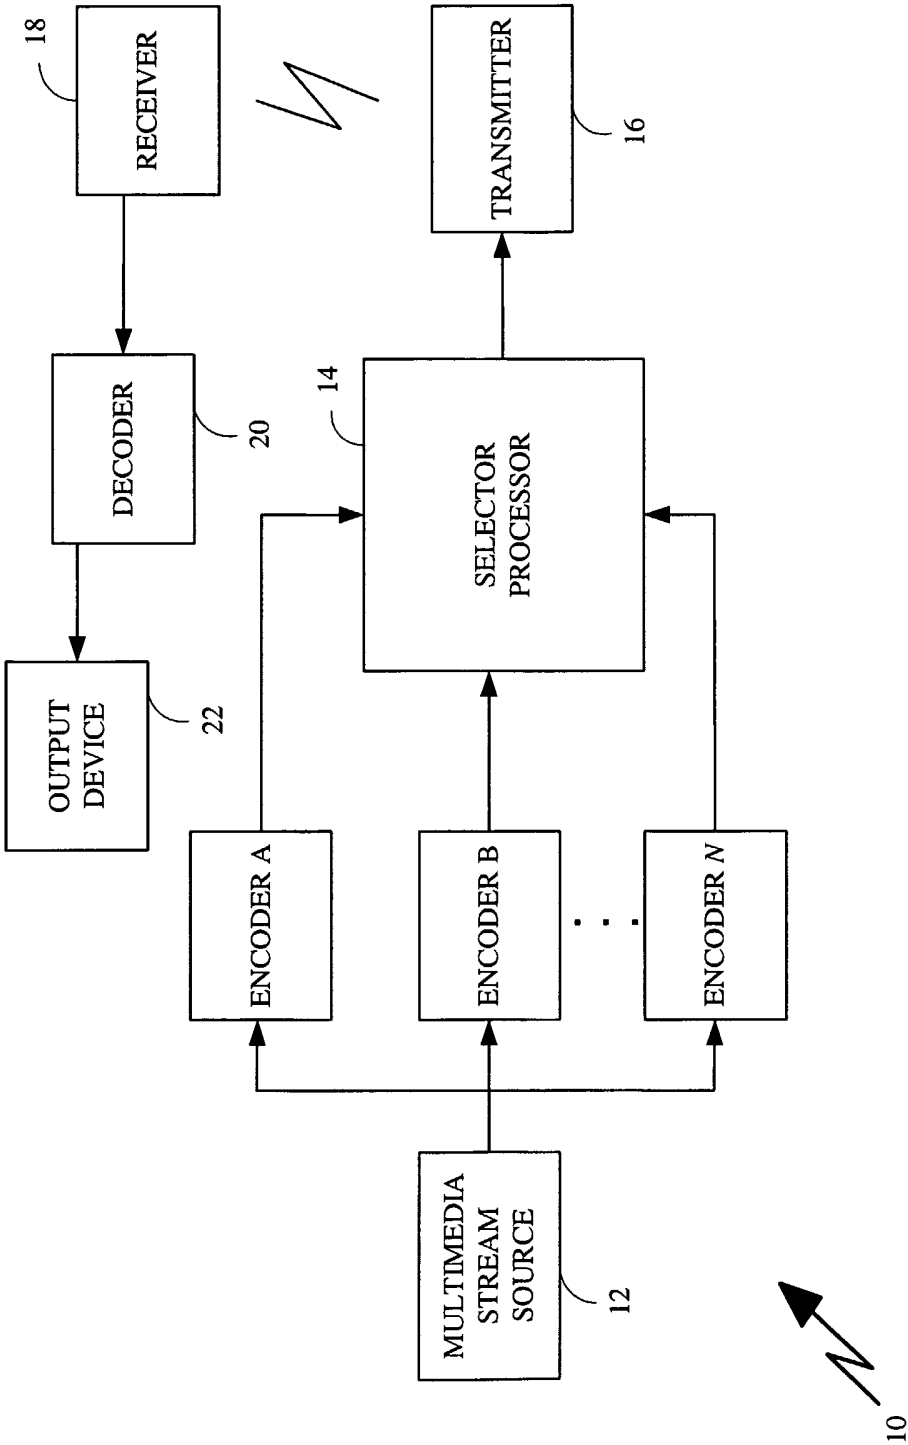 18
RECEIVER
DECODER
20
OUTPUT
DEVICE
22
MULTIMEDIA
STREAM
SOURCE
12
ENCODER A
ENCODER B
. . .
ENCODER N
14
SELECTOR
PROCESSOR
TRANSMITTER
16
10